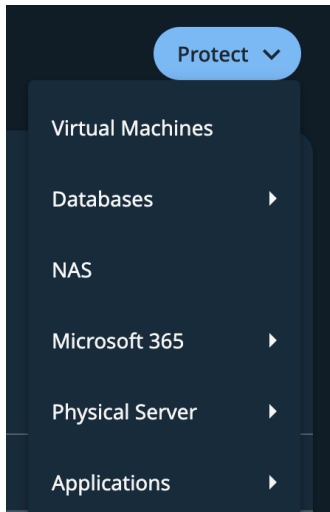 Protect
Virtual Machines
Databases
NAS
Microsoft 365
Physical Server
Applications